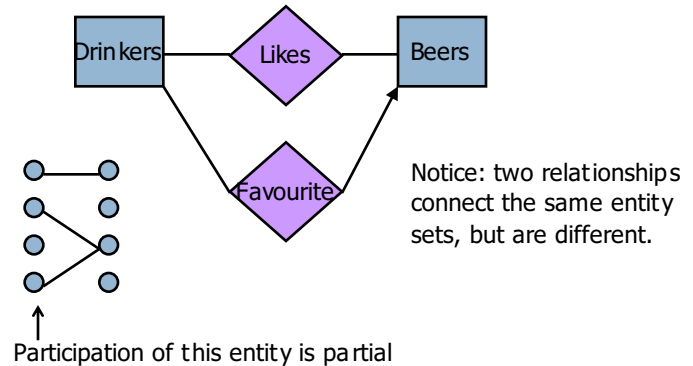 Drinkers
Likes
Beers
Favourite
Notice: two relationships
connect the same entity
sets, but are different.
Participation of this entity is partial